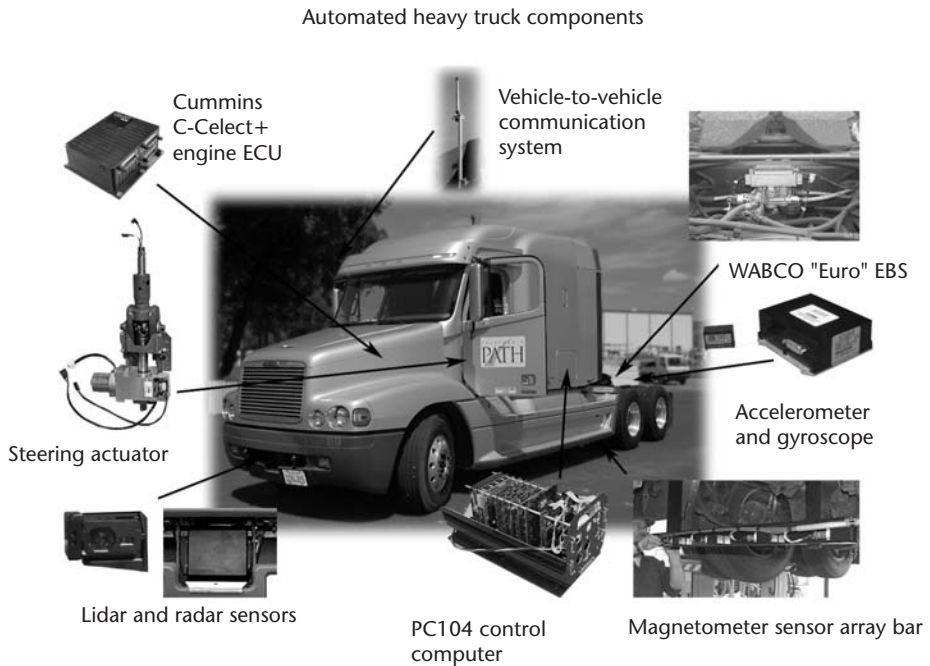 Automated heavy truck components
Cummins
C-Celect+
engine ECU
Vehicle-to-vehicle
communication
system
WABCO "Euro" EBS
PATH
Accelerometer
and gyroscope
Steering actuator
Lidar and radar sensors
PC104 control
computer
Magnetometer sensor array bar